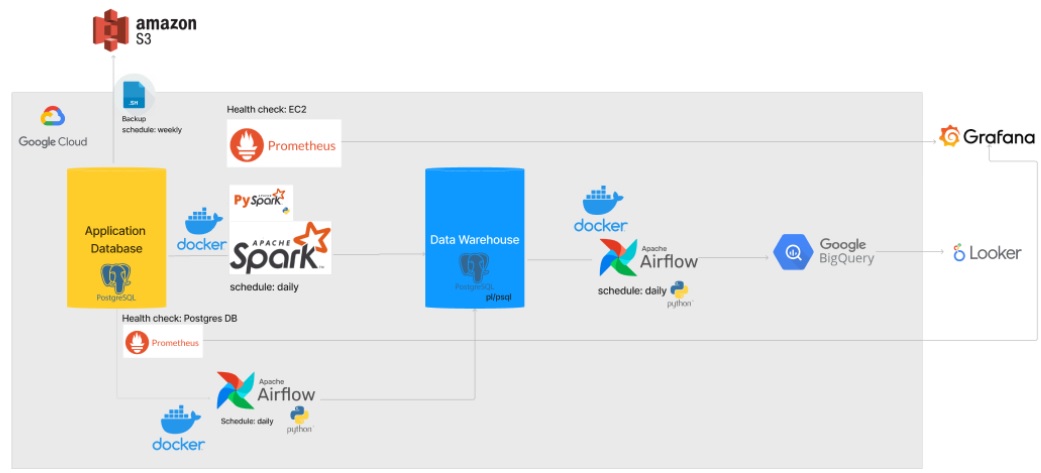 amazon
S3
.SH
Backup
schedule: weekly
Google Cloud
Health check: EC2
Prometheus
Grafana
Application
Database
PostgreSQL
docker
APACHE
PySpark
APACHE
Spark
schedule: daily
Data Warehouse
PostgreSQL
pl/psql
docker
Apache
Airflow
schedule: daily
python
Google
BigQuery
Looker
Health check: Postgres DB
Prometheus
docker
Apache
Airflow
Schedule: daily
python